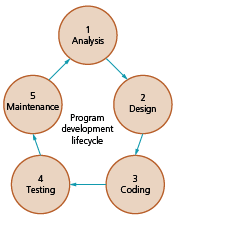 1
Analysis
2
Design
3
Coding
4
Testing
5
Maintenance
Program
development
lifecycle